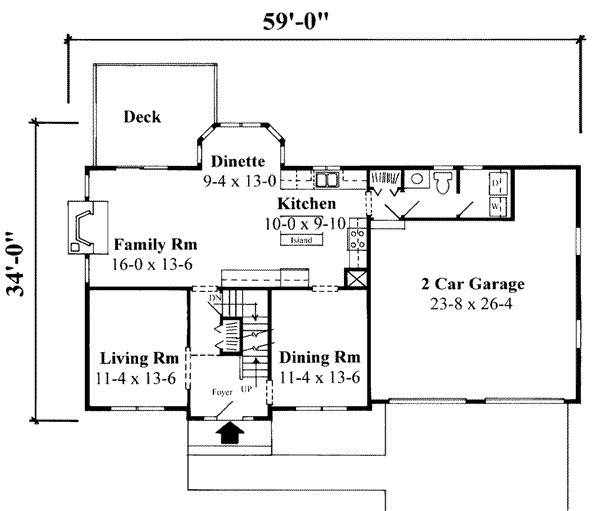 59'-0"
34'-0"
Deck
Dinette
9-4 x 13-0
Kitchen
10-0 x 9-10
Island
D
W
Family Rm
16-0 x 13-6
2 Car Garage
23-8 x 26-4
DN
Living Rm
11-4 x 13-6
Dining Rm
11-4 x 13-6
Foyer
UP